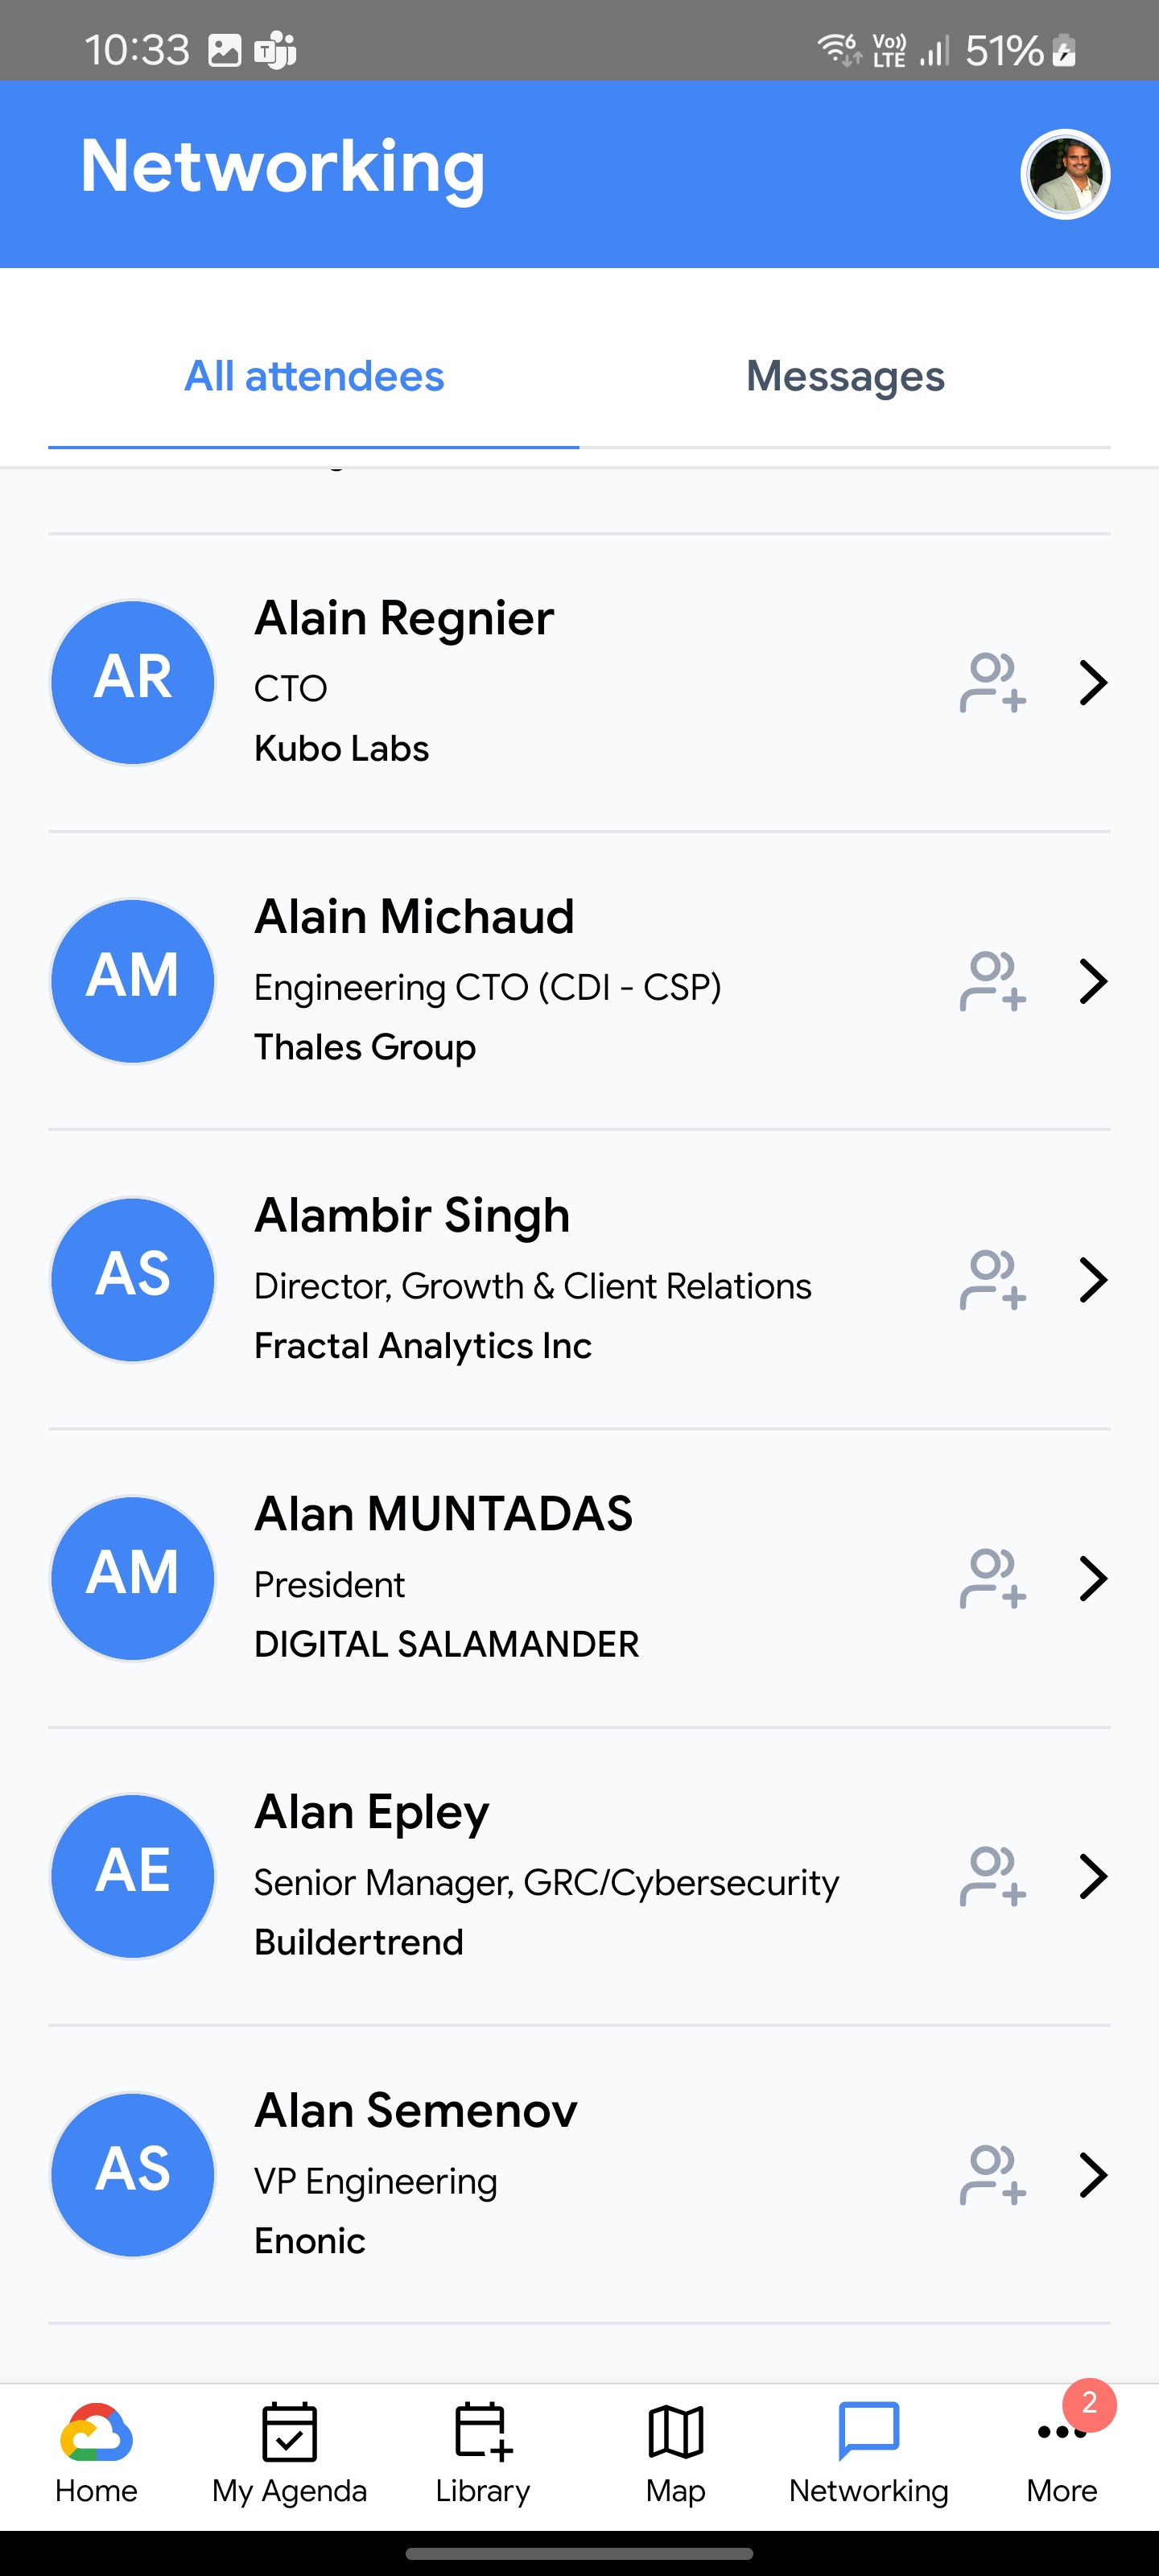 10:33
Vo)) LTE 51%
Networking
All attendees
Messages
AR
Alain Regnier
CTO
Kubo Labs
AM
Alain Michaud
Engineering CTO (CDI - CSP)
Thales Group
AS
Alambir Singh
Director, Growth & Client Relations
Fractal Analytics Inc
AM
Alan MUNTADAS
President
DIGITAL SALAMANDER
AE
Alan Epley
Senior Manager, GRC/Cybersecurity
Buildertrend
AS
Alan Semenov
VP Engineering
Enonic
2
Home
My Agenda
Library
Map
Networking
More